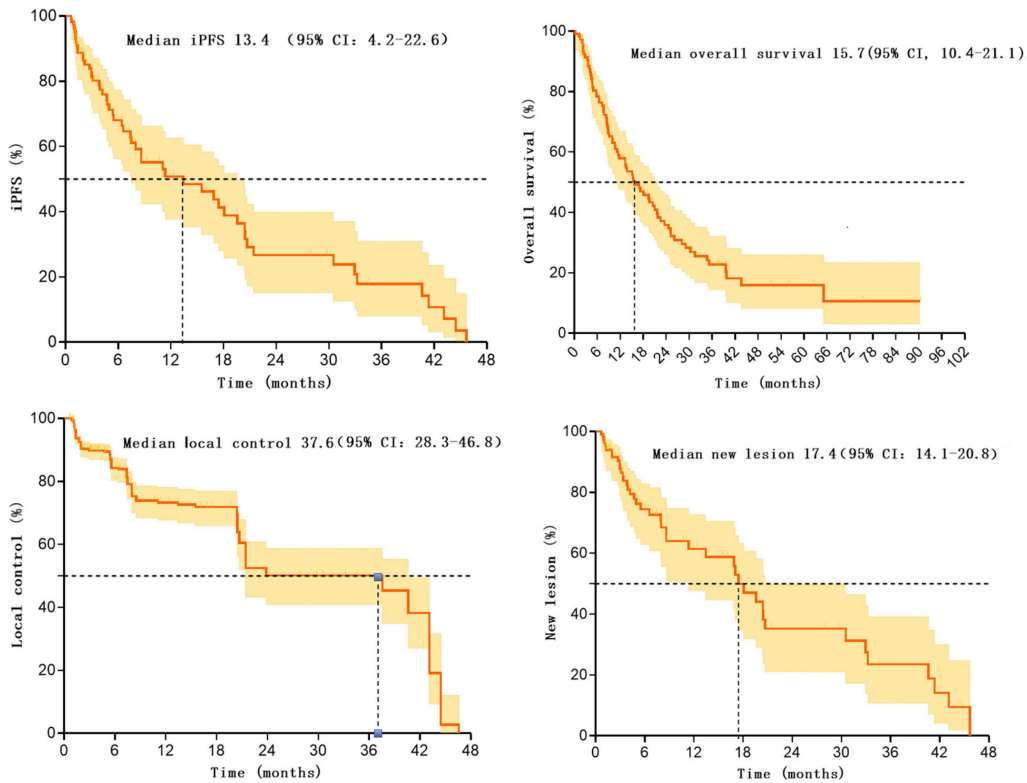 Median iPFS 13.4 (95% CI: 4.2-22.6)
iPFS (%)
100
80
60
40
20
0
0 6 12 18 24 30 36 42 48
Time (months)
Median overall survival 15.7(95% CI, 10.4-21.1)
Overall survival (%)
100
80
60
40
20
0
0 6 12 18 24 30 36 42 48 54 60 66 72 78 84 90 96 102
Time (months)
Median local control 37.6(95% CI: 28.3-46.8)
Local control (%)
100
80
60
40
20
0
0 6 12 18 24 30 36 42 48
Time (months)
Median new lesion 17.4(95% CI: 14.1-20.8)
New lesion (%)
100
80
60
40
20
0
0 6 12 18 24 30 36 42 48
Time (months)